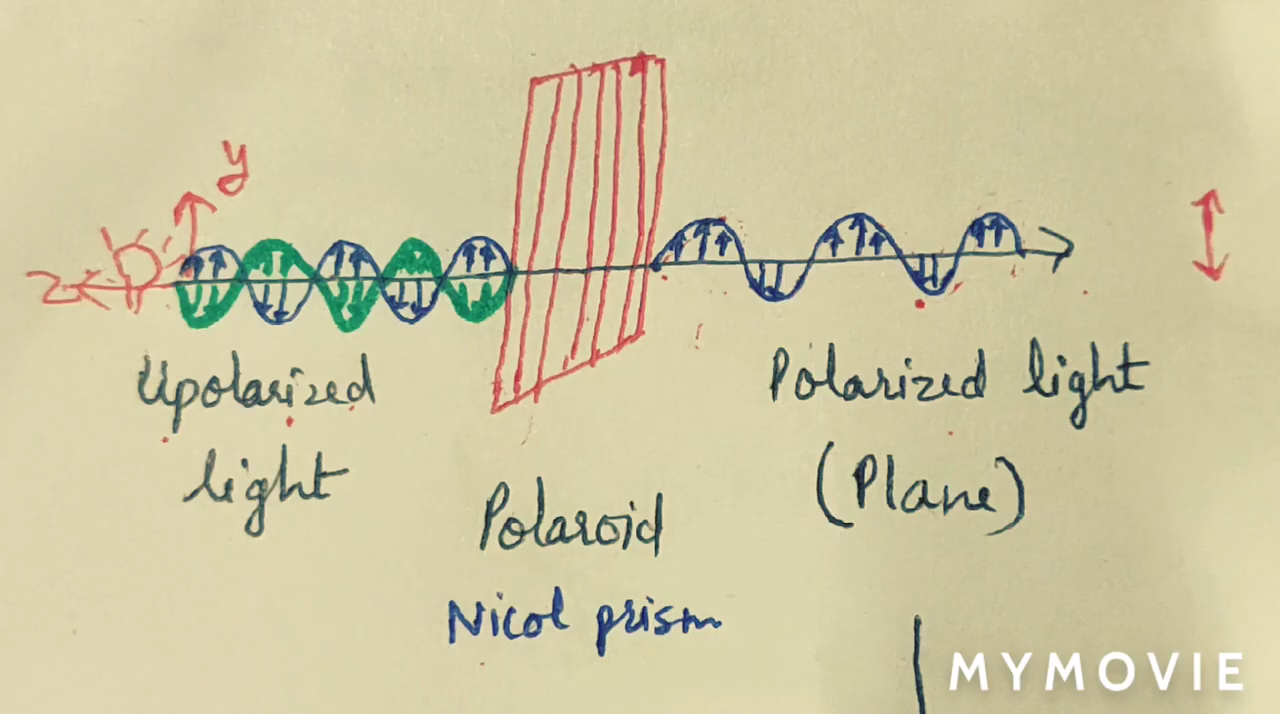 y
Z
Upolarized
light
Polaroid
Nicol prism
Polarized light
(Plane)
MYMOVIE